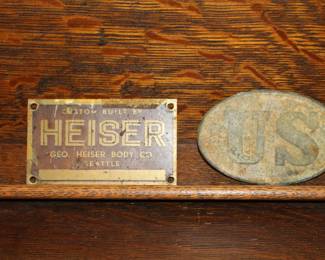 CUSTOM BUILT BY
HEISER
GEO. HEISER BODY CO.
SEATTLE
US